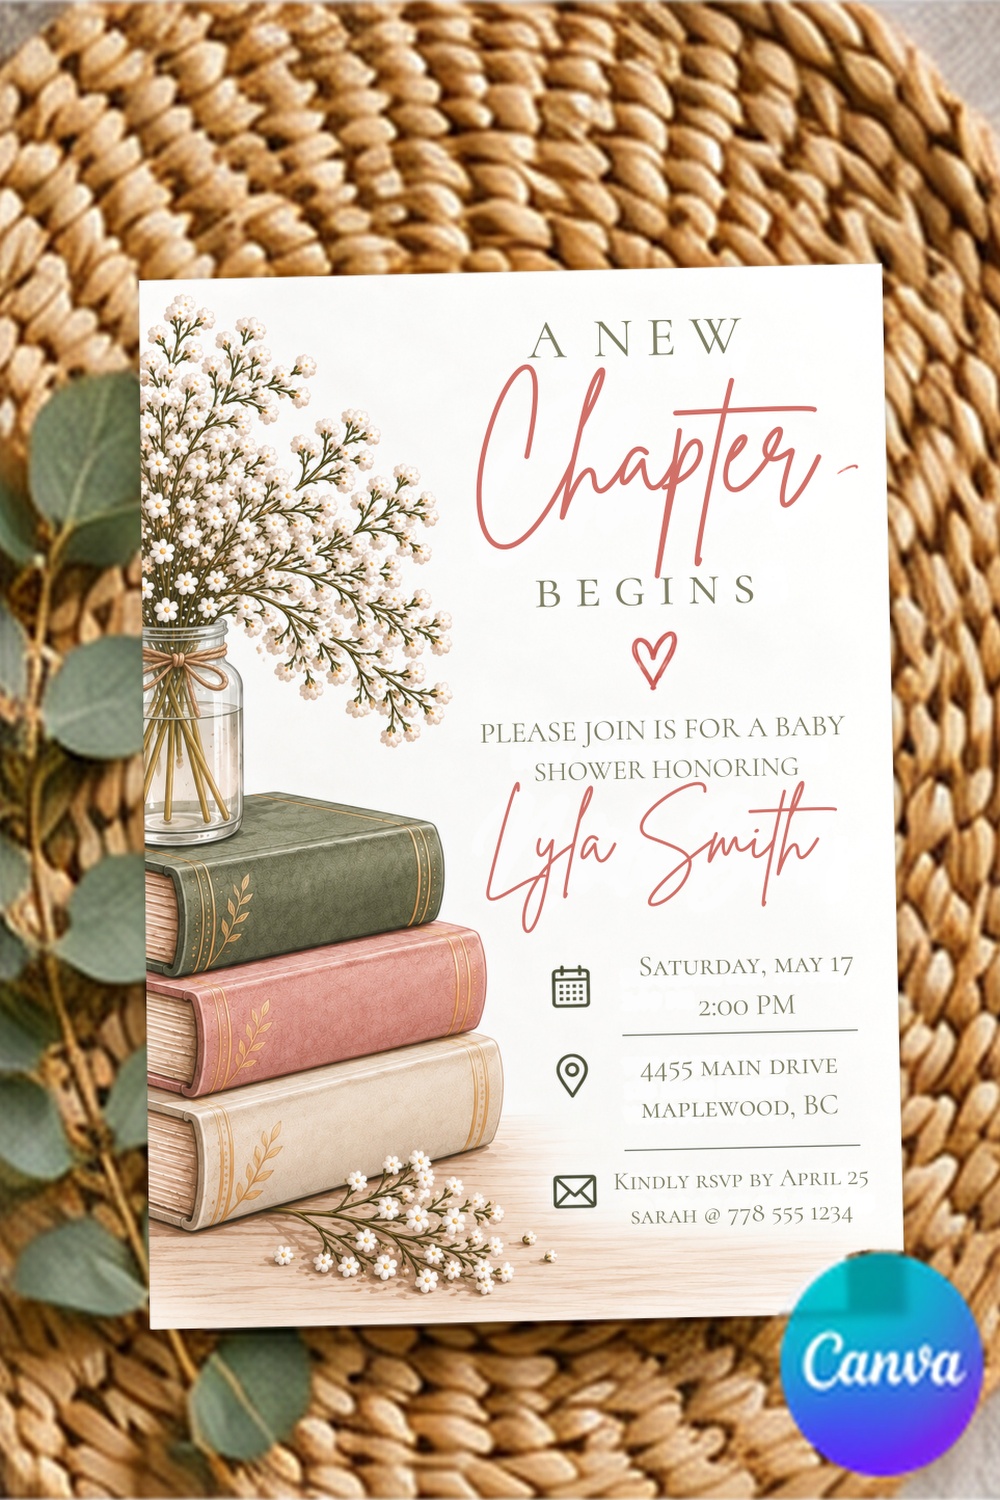 A NEW
Chapter
BEGINS
PLEASE JOIN IS FOR A BABY
SHOWER HONORING
Lyla Smith
SATURDAY, MAY 17
2:00 PM
4455 MAIN DRIVE
MAPLEWOOD, BC
KINDLY RSVP BY APRIL 25
SARAH @ 778 555 1234
Canva